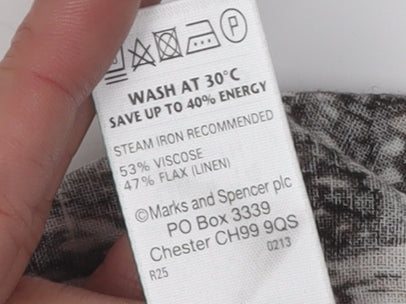 P
WASH AT 30°C
SAVE UP TO 40% ENERGY
STEAM IRON RECOMMENDED
53% VISCOSE
47% FLAX (LINEN)
©Marks and Spencer plc
PO Box 3339
Chester CH99 9QS
R25 0213